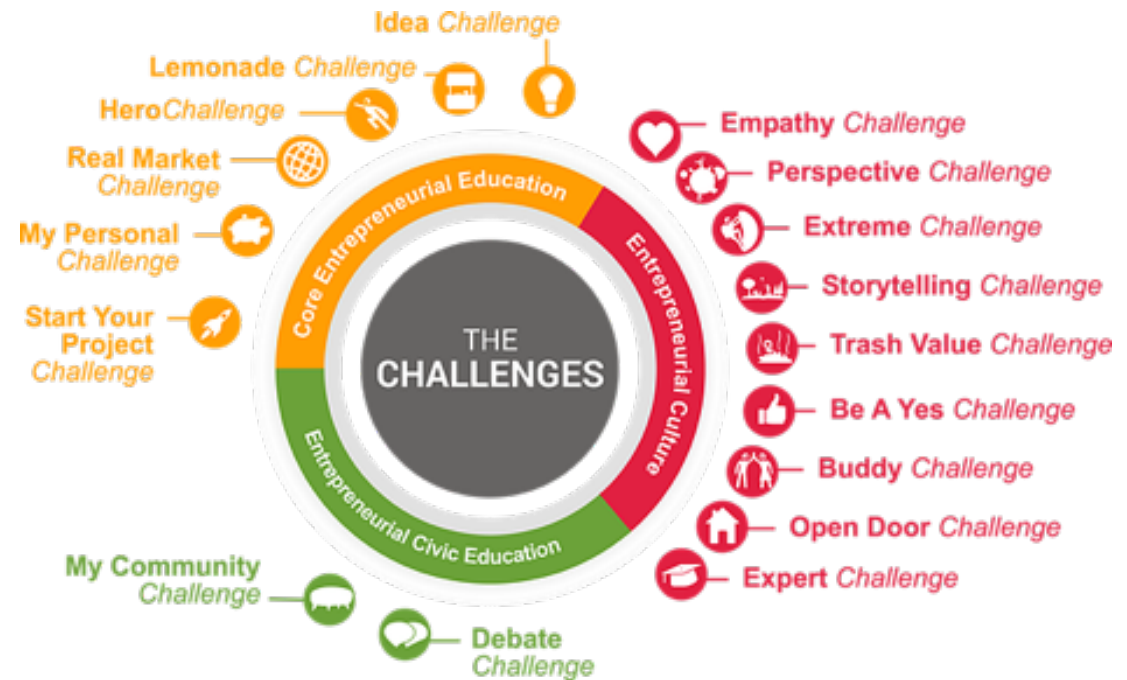 Idea Challenge
Lemonade Challenge
HeroChallenge
Real Market
Challenge
My Personal
Challenge
Start Your
Project
Challenge
Core Entrepreneurial Education
Entrepreneurial Culture
Entrepreneurial Civic Education
THE
CHALLENGES
Empathy Challenge
Perspective Challenge
Extreme Challenge
Storytelling Challenge
Trash Value Challenge
Be A Yes Challenge
Buddy Challenge
Open Door Challenge
Expert Challenge
My Community
Challenge
Debate
Challenge